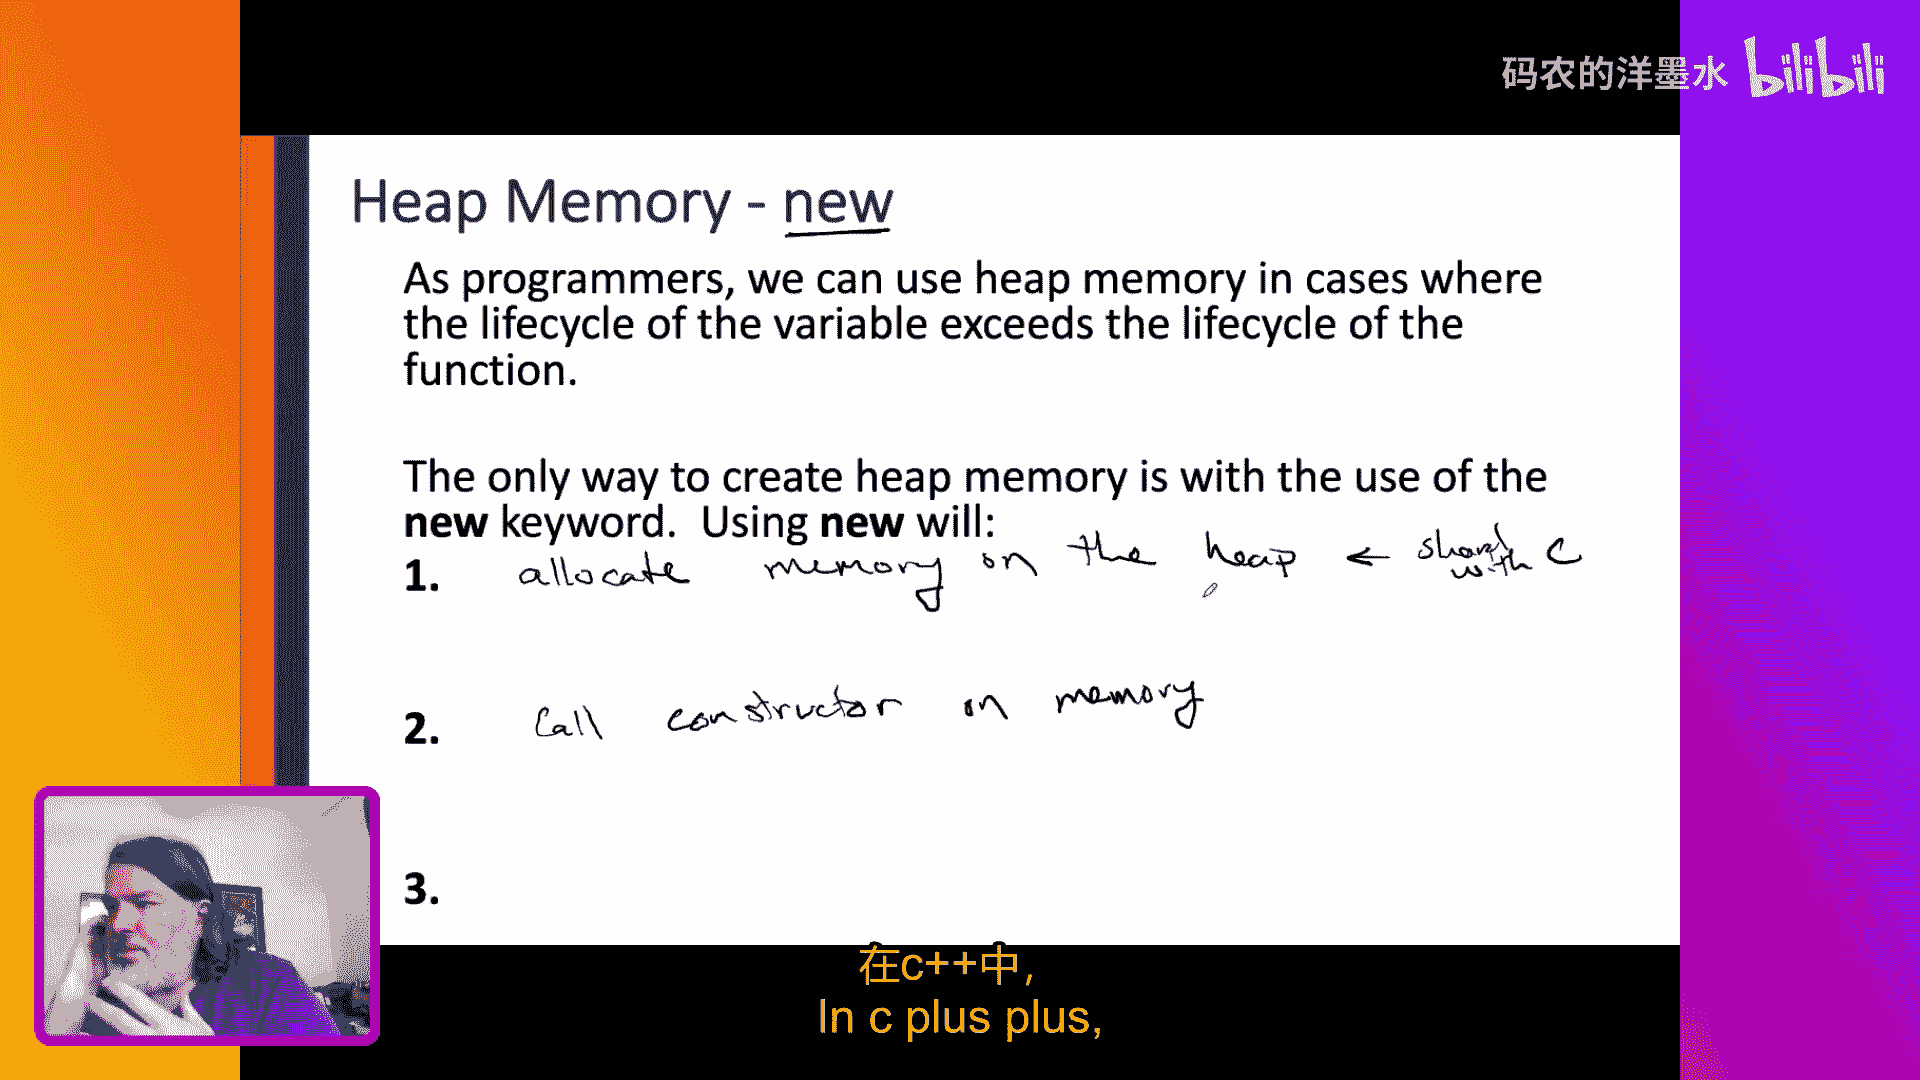 码农的洋墨水 bilibili
Heap Memory - new
As programmers, we can use heap memory in cases where
the lifecycle of the variable exceeds the lifecycle of the
function.
The only way to create heap memory is with the use of the
new keyword. Using new will:
1. allocate memory on the heap ← shared with C
2. Call constructor on memory
3.
在c++中,
In c plus plus,